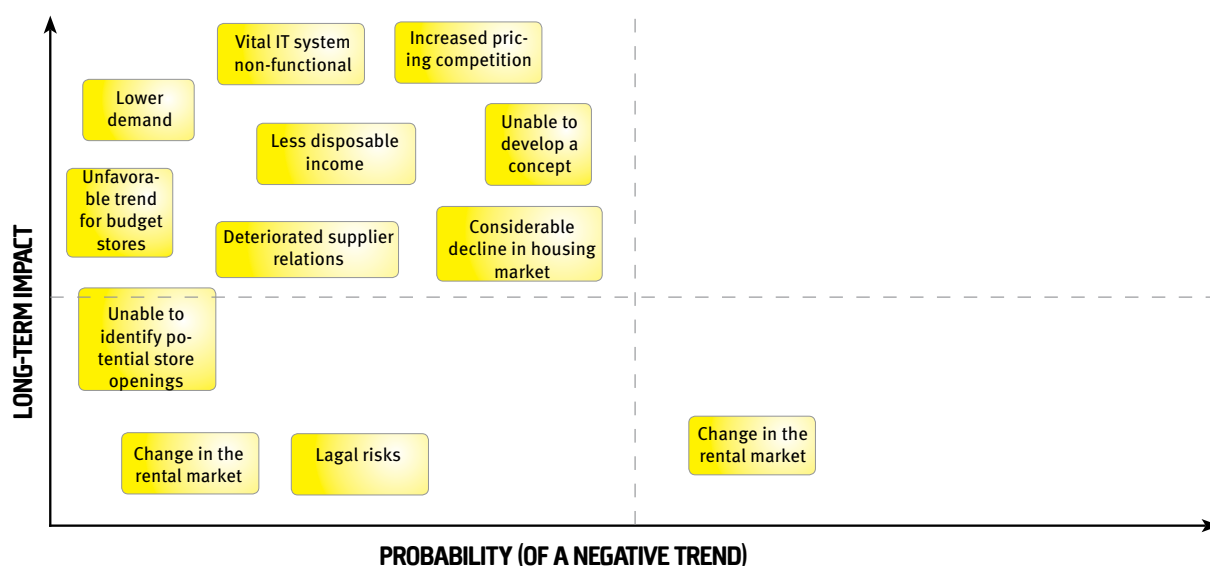 Vital IT system
non-functional
Increased pric-
ing competition
Lower
demand
Unable to
develop a
concept
Less disposable
income
Unfavora-
ble trend
for budget
stores
Deteriorated supplier
relations
Considerable
decline in housing
market
Unable to
identify po-
tential store
openings
Change in the
rental market
Lagal risks
Change in the
rental market
LONG-TERM IMPACT
PROBABILITY (OF A NEGATIVE TREND)